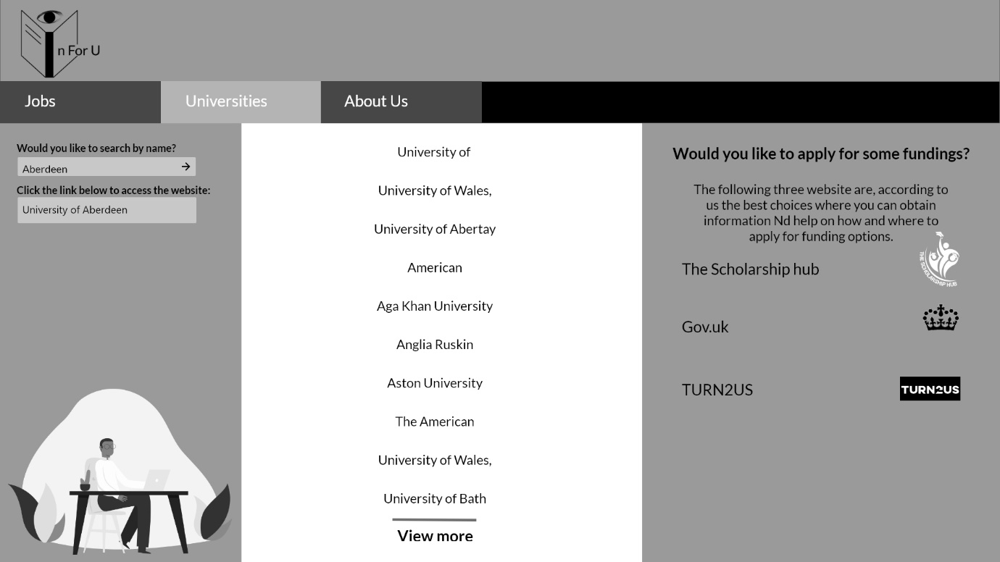 n For U
Jobs
Universities
About Us
Would you like to search by name?
Aberdeen
Click the link below to access the website:
University of Aberdeen
University of
University of Wales,
University of Abertay
American
Aga Khan University
Anglia Ruskin
Aston University
The American
University of Wales,
University of Bath
View more
Would you like to apply for some fundings?
The following three website are, according to
us the best choices where you can obtain
information Nd help on how and where to
apply for funding options.
The Scholarship hub
THE SCHOLARSHIP HUB
Gov.uk
TURN2US
TURN2US